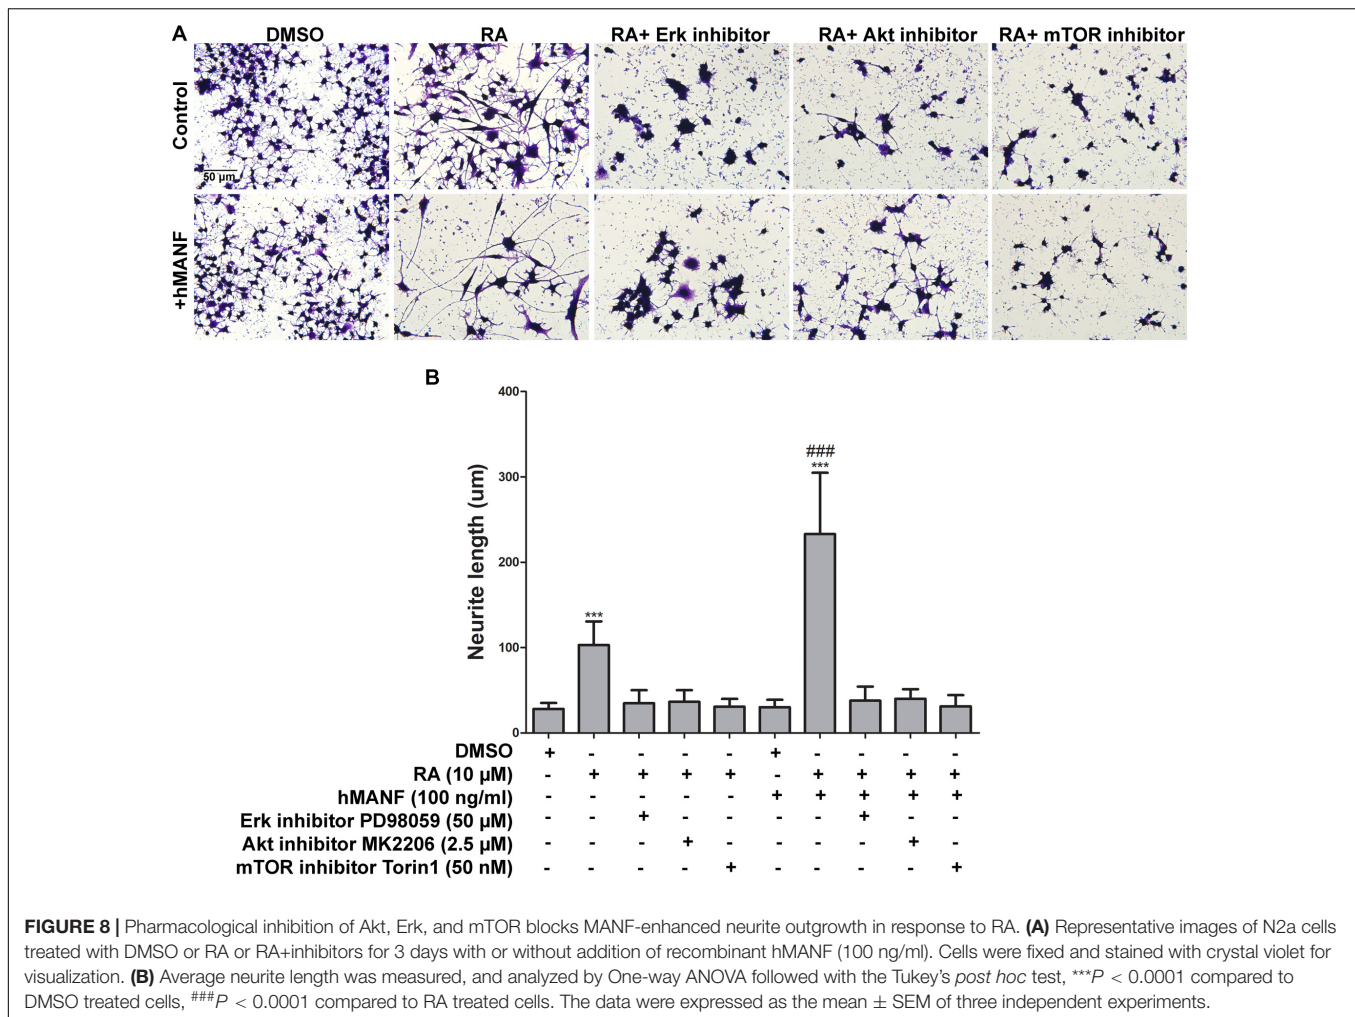 A
DMSO
RA
RA+ Erk inhibitor
RA+ Akt inhibitor
RA+ mTOR inhibitor
Control
50 µm
+hMANF
B
Neurite length (um)
400
300
200
100
0
***
###
***
DMSO + - - - - + - - - -
RA (10 µM) - + + + + - + + + +
hMANF (100 ng/ml) - - - - - + + + + +
Erk inhibitor PD98059 (50 µM) - - + - - - - + - -
Akt inhibitor MK2206 (2.5 µM) - - - + - - - - + -
mTOR inhibitor Torin1 (50 nM) - - - - + - - - - +
FIGURE 8 | Pharmacological inhibition of Akt, Erk, and mTOR blocks MANF-enhanced neurite outgrowth in response to RA. (A) Representative images of N2a cells
treated with DMSO or RA or RA+inhibitors for 3 days with or without addition of recombinant hMANF (100 ng/ml). Cells were fixed and stained with crystal violet for
visualization. (B) Average neurite length was measured, and analyzed by One-way ANOVA followed with the Tukey's post hoc test, ***P < 0.0001 compared to
DMSO treated cells, ###P < 0.0001 compared to RA treated cells. The data were expressed as the mean ± SEM of three independent experiments.